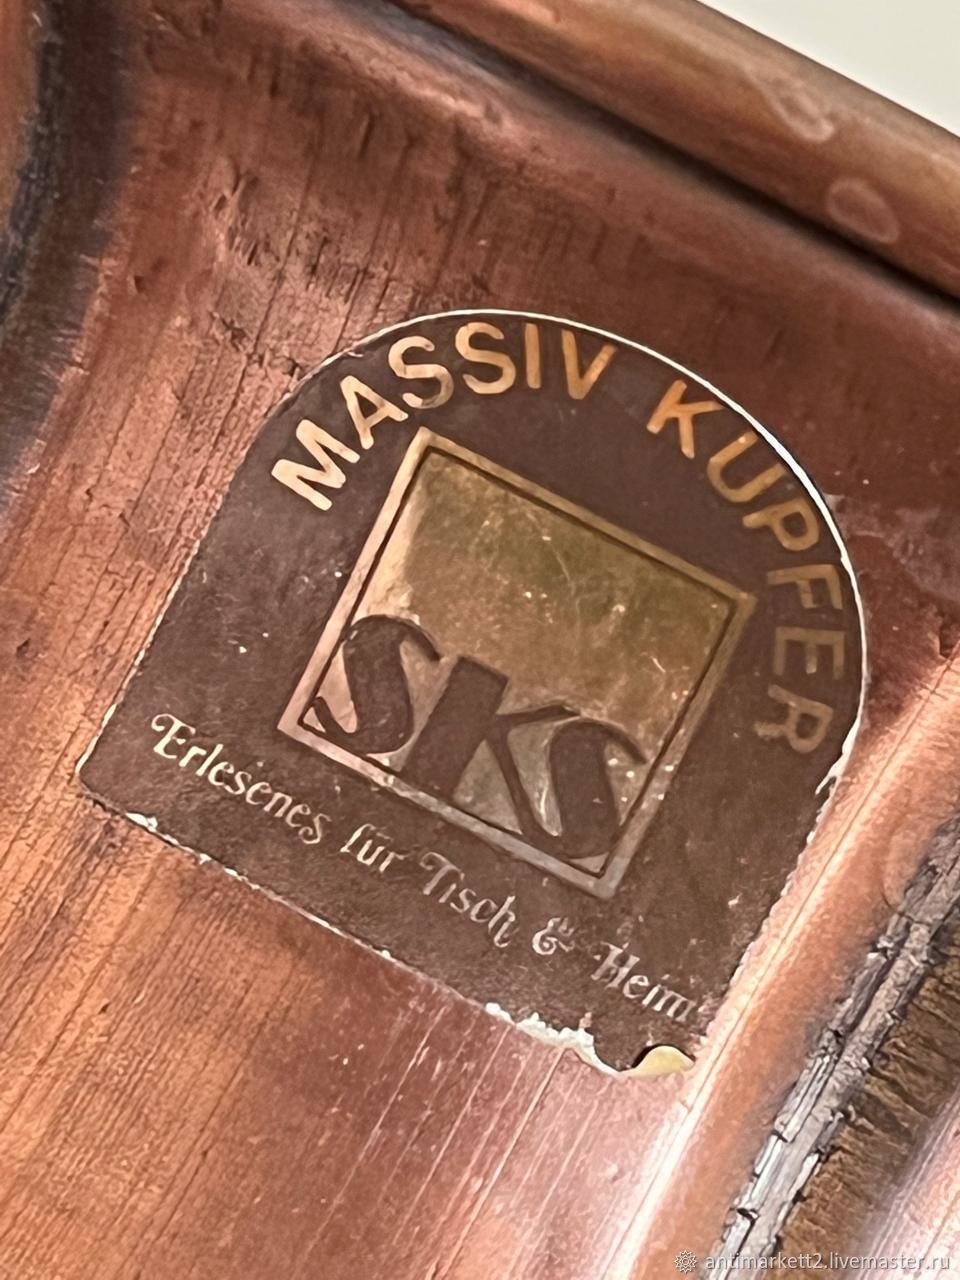 MASSIV KUPFER
SKS
Erlesenes für Tisch & Heim
antimarkett2.livemaster.ru